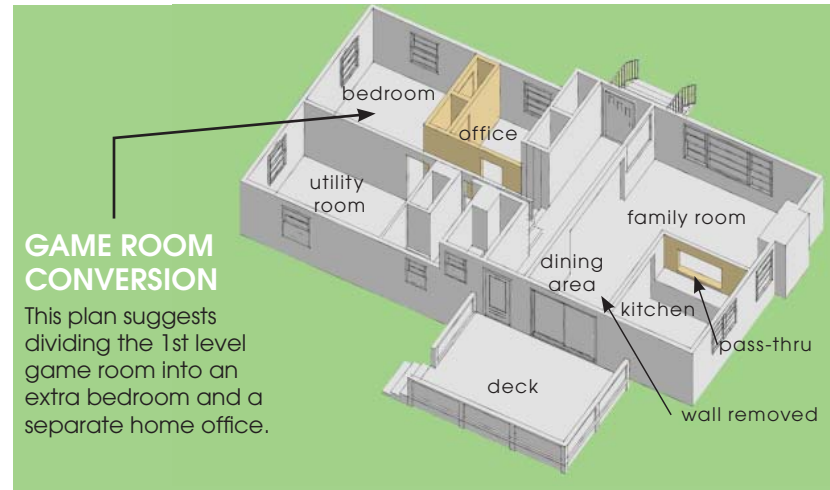 bedroom
office
utility
room
family room
GAME ROOM
CONVERSION
dining
area
kitchen
This plan suggests
dividing the 1st level
game room into an
extra bedroom and a
separate home office.
pass-thru
deck
wall removed